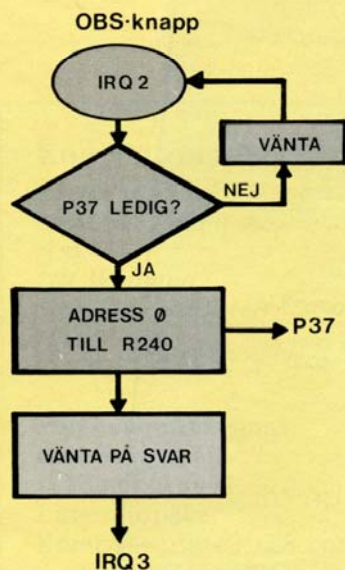 OBS·knapp
IRQ 2
VÄNTA
P37 LEDIG?
NEJ
JA
ADRESS Ø
TILL R240
P37
VÄNTA PÅ SVAR
IRQ3